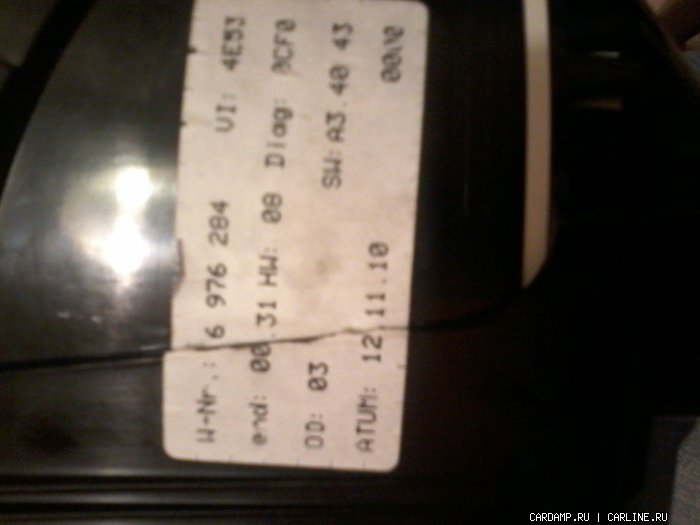 W-Nr.: 6 976 284 VI: 4E53
end: 00.31 HW: 08 Diag: 0CF0
OD: 03 SW: A3.40 43
ATUM: 12.11.10
CARDAMP.RU | CARLINE.RU